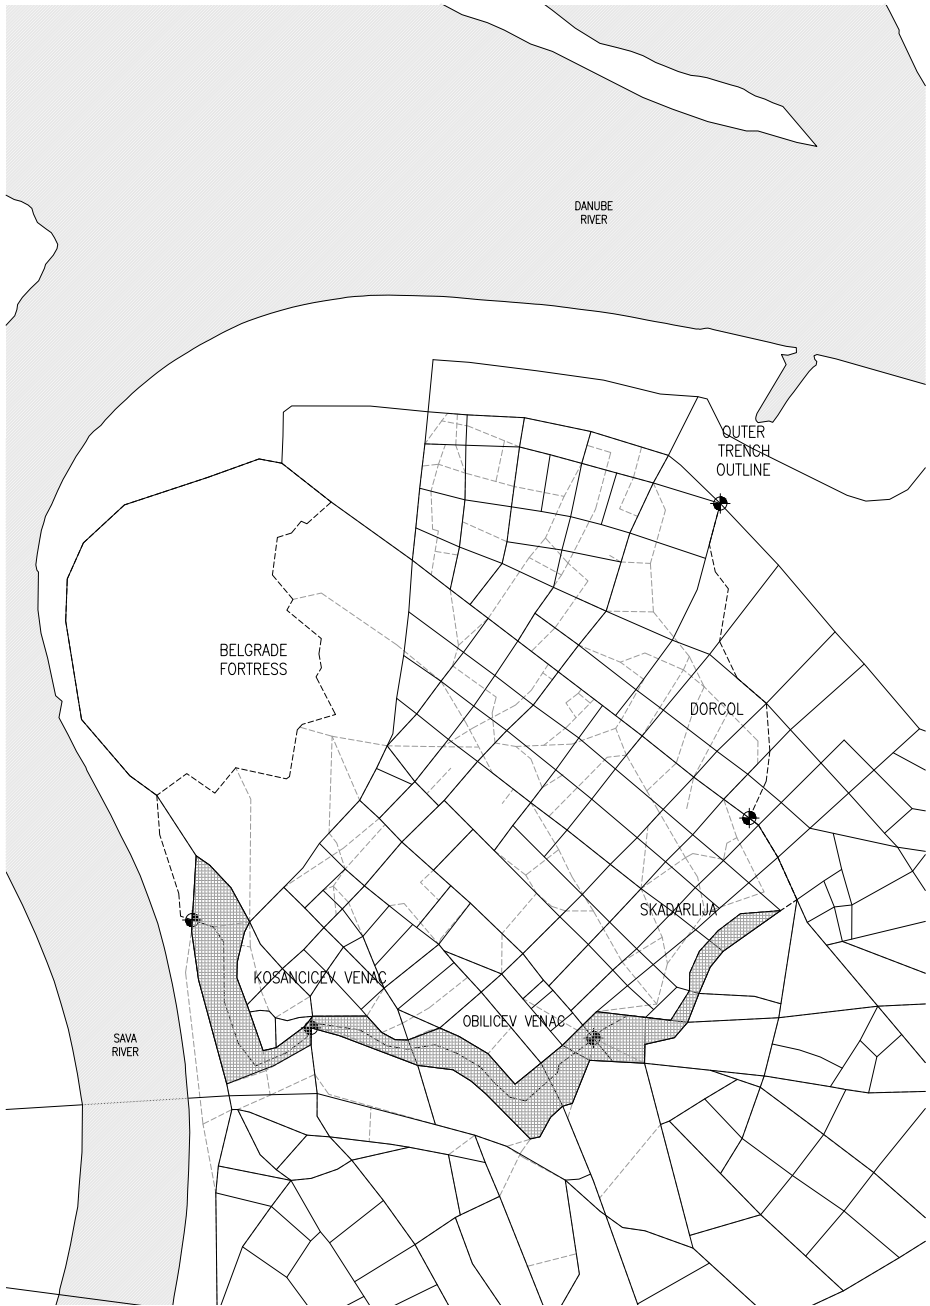 DANUBE
RIVER
OUTER
TRENCH
OUTLINE
BELGRADE
FORTRESS
DORCOL
SKADARLIJA
KOSANCICEV VENAC
OBILICEV VENAC
SAVA
RIVER